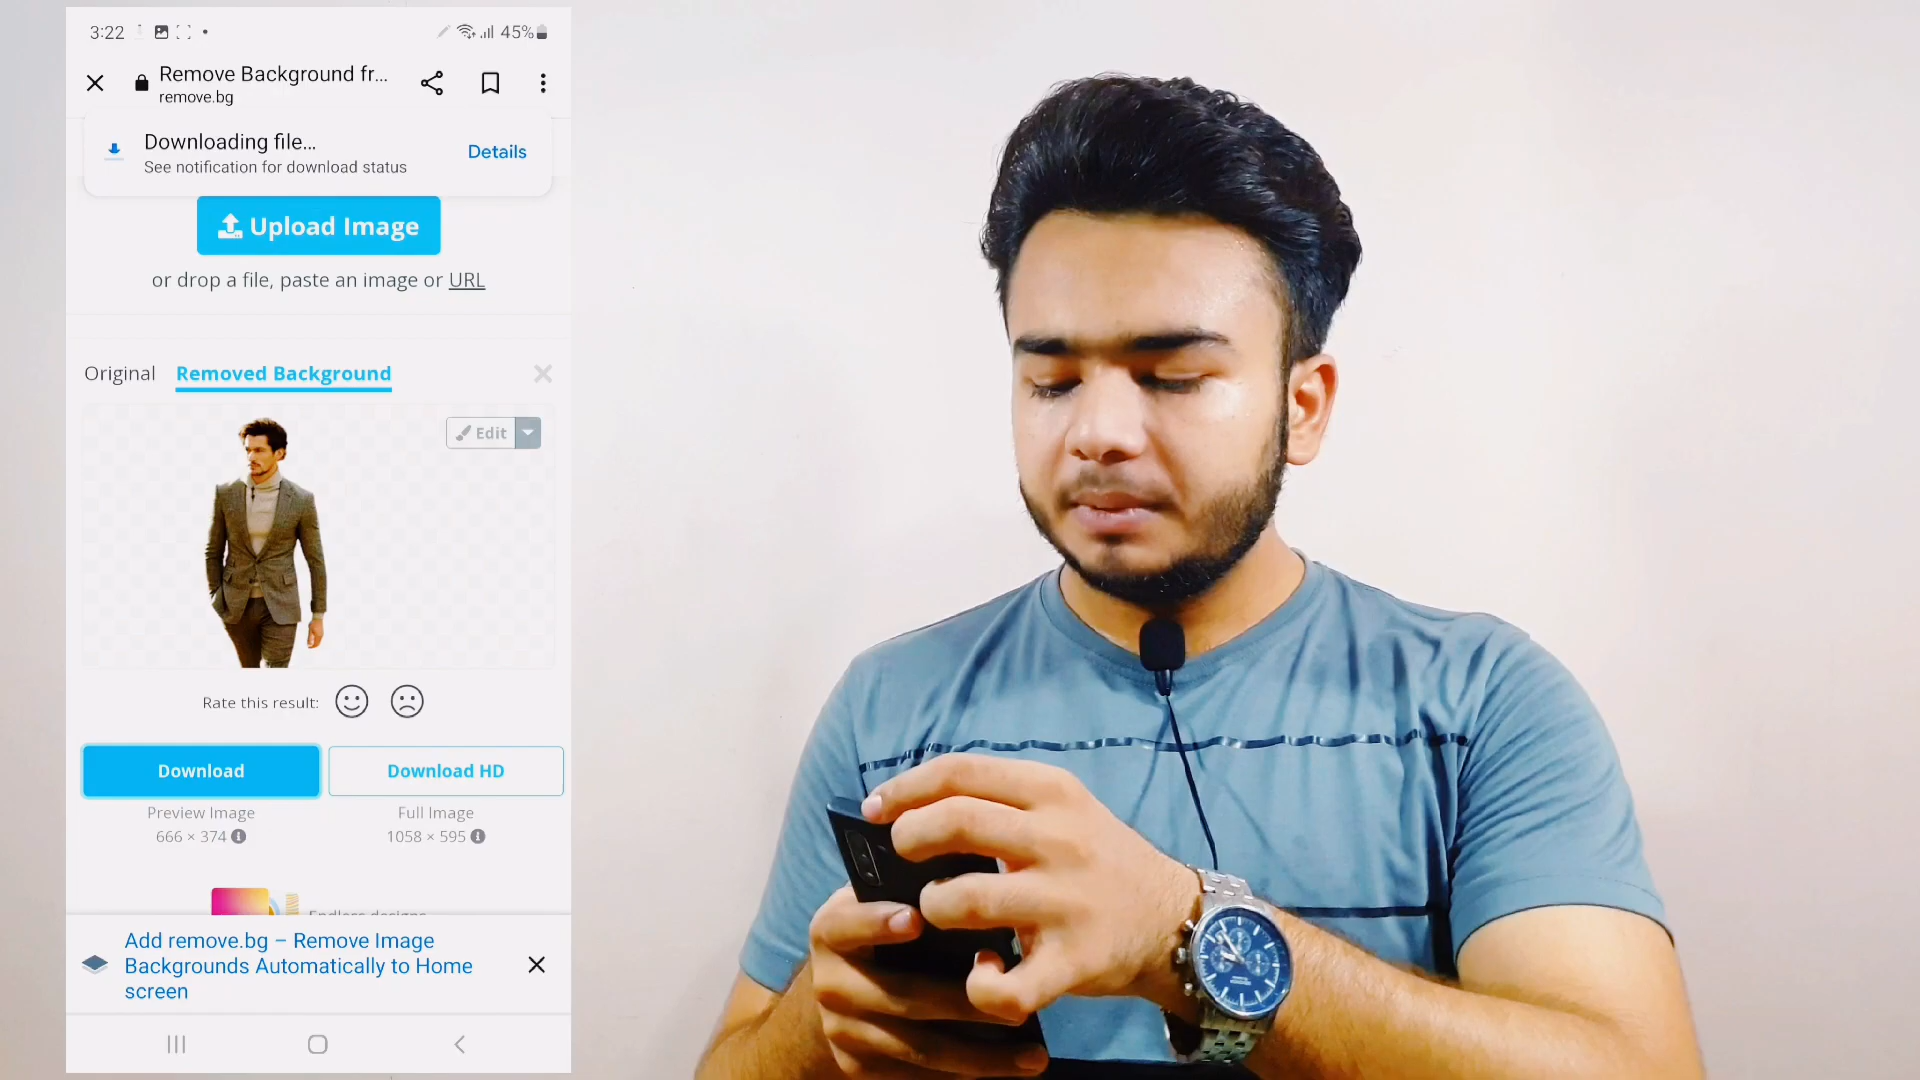 3:22
45%
Remove Background fr...
remove.bg
Downloading file...
See notification for download status
Details
Upload Image
or drop a file, paste an image or URL
Original
Removed Background
Edit
Rate this result:
Download
Download HD
Preview Image
Full Image
666 × 374
1058 × 595
Endless designs
Add remove.bg – Remove Image
Backgrounds Automatically to Home
screen